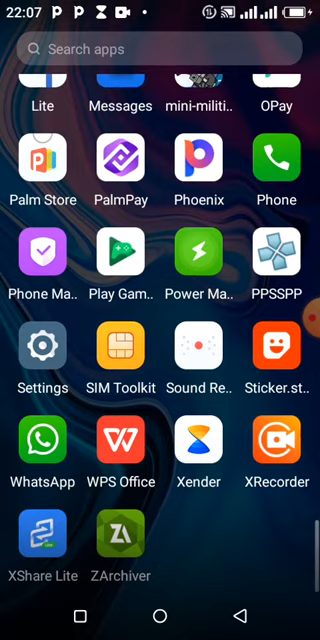 22:07
Search apps
Lite Messages mini-militi.. OPay
Palm Store PalmPay Phoenix Phone
Phone Ma.. Play Gam.. Power Ma.. PPSSPP
Settings SIM Toolkit Sound Re.. Sticker.st..
WhatsApp WPS Office Xender XRecorder
XShare Lite ZArchiver